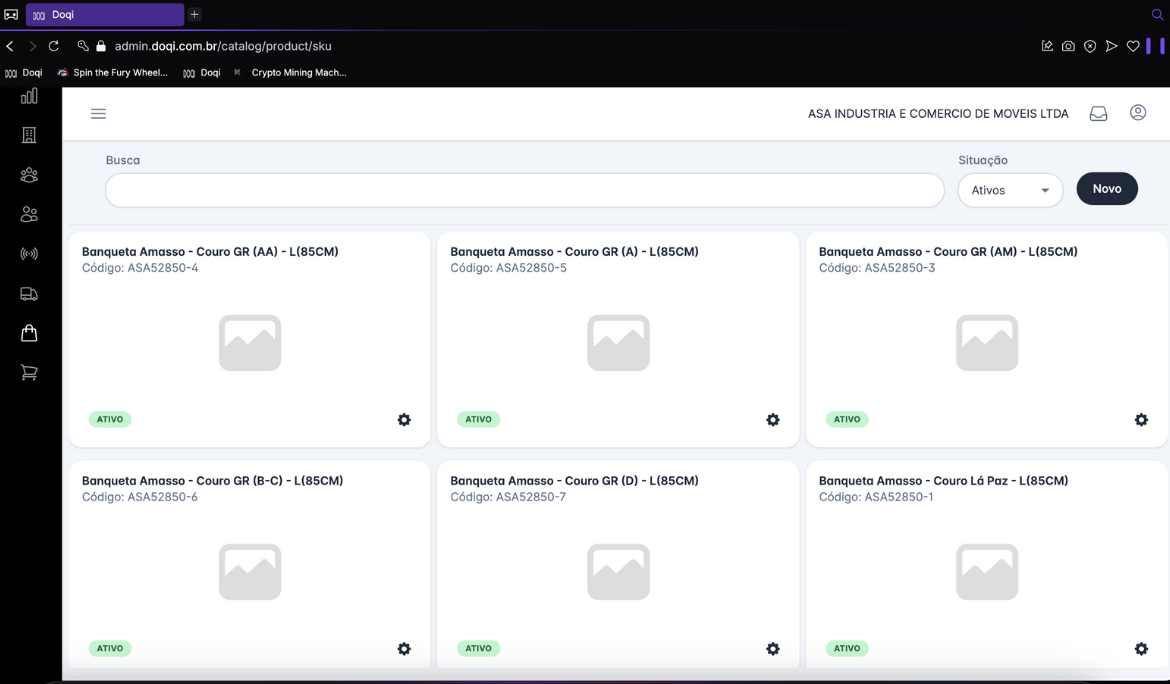 Doqi
admin.doqi.com.br/catalog/product/sku
Doqi Spin the Fury Wheel... Doqi Crypto Mining Mach...
ASA INDUSTRIA E COMERCIO DE MOVEIS LTDA
Busca
Situação
Ativos
Novo
Banqueta Amasso - Couro GR (AA) - L(85CM)
Código: ASA52850-4
ATIVO
Banqueta Amasso - Couro GR (A) - L(85CM)
Código: ASA52850-5
ATIVO
Banqueta Amasso - Couro GR (AM) - L(85CM)
Código: ASA52850-3
ATIVO
Banqueta Amasso - Couro GR (B-C) - L(85CM)
Código: ASA52850-6
ATIVO
Banqueta Amasso - Couro GR (D) - L(85CM)
Código: ASA52850-7
ATIVO
Banqueta Amasso - Couro Lá Paz - L(85CM)
Código: ASA52850-1
ATIVO